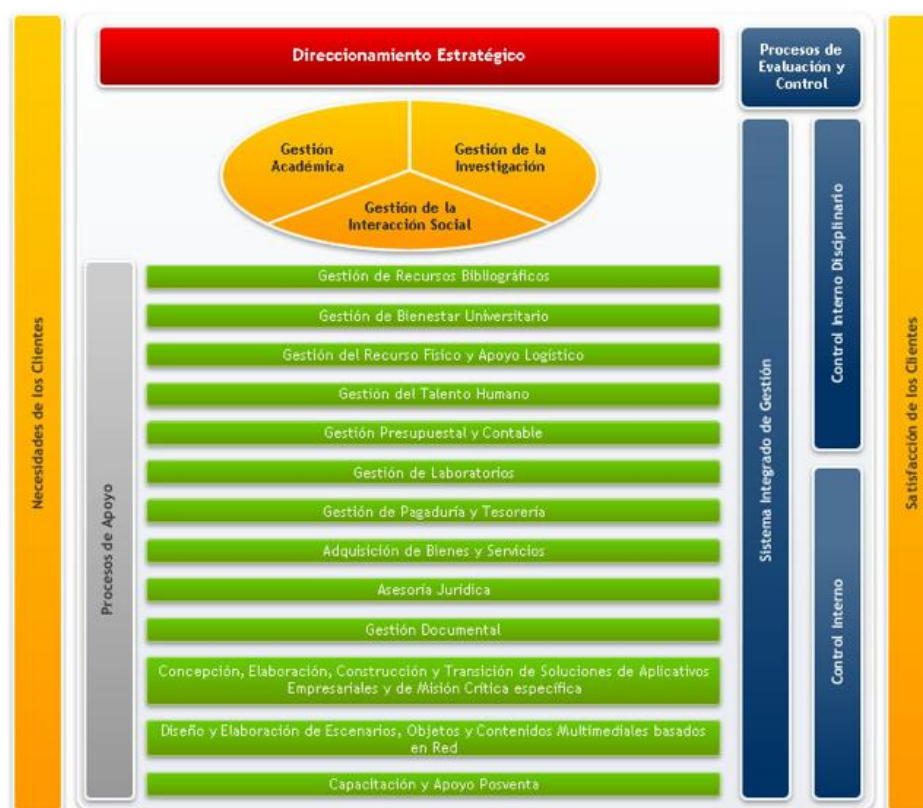 Necesidades de los Clientes
Direccionamiento Estratégico
Procesos de
Evaluación y
Control
Gestión
Académica
Gestión de la
Investigación
Gestión de la
Interacción Social
Procesos de Apoyo
Gestión de Recursos Bibliográficos
Gestión de Bienestar Universitario
Gestión del Recurso Físico y Apoyo Logístico
Gestión del Talento Humano
Gestión Presupuestal y Contable
Gestión de Laboratorios
Gestión de Pagaduría y Tesorería
Adquisición de Bienes y Servicios
Asesoría Jurídica
Gestión Documental
Concepción, Elaboración, Construcción y Transición de Soluciones de Aplicativos
Empresariales y de Misión Crítica específica
Diseño y Elaboración de Escenarios, Objetos y Contenidos Multimediales basados
en Red
Capacitación y Apoyo Posventa
Sistema Integrado de Gestión
Control Interno Disciplinario
Control Interno
Satisfacción de los Clientes